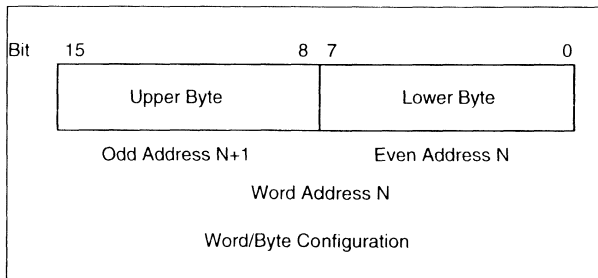 Bit 15 8 7 0
Upper Byte Lower Byte
Odd Address N+1 Even Address N
Word Address N
Word/Byte Configuration